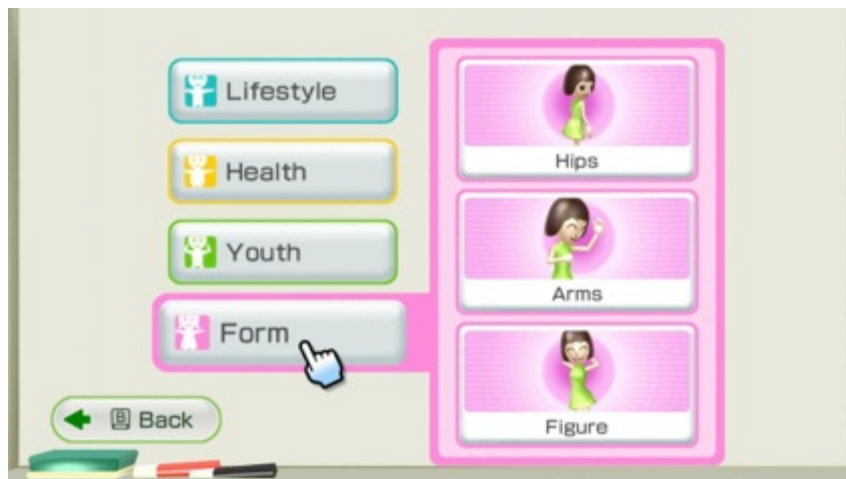 Lifestyle
Health
Youth
Form
Hips
Arms
Figure
B Back